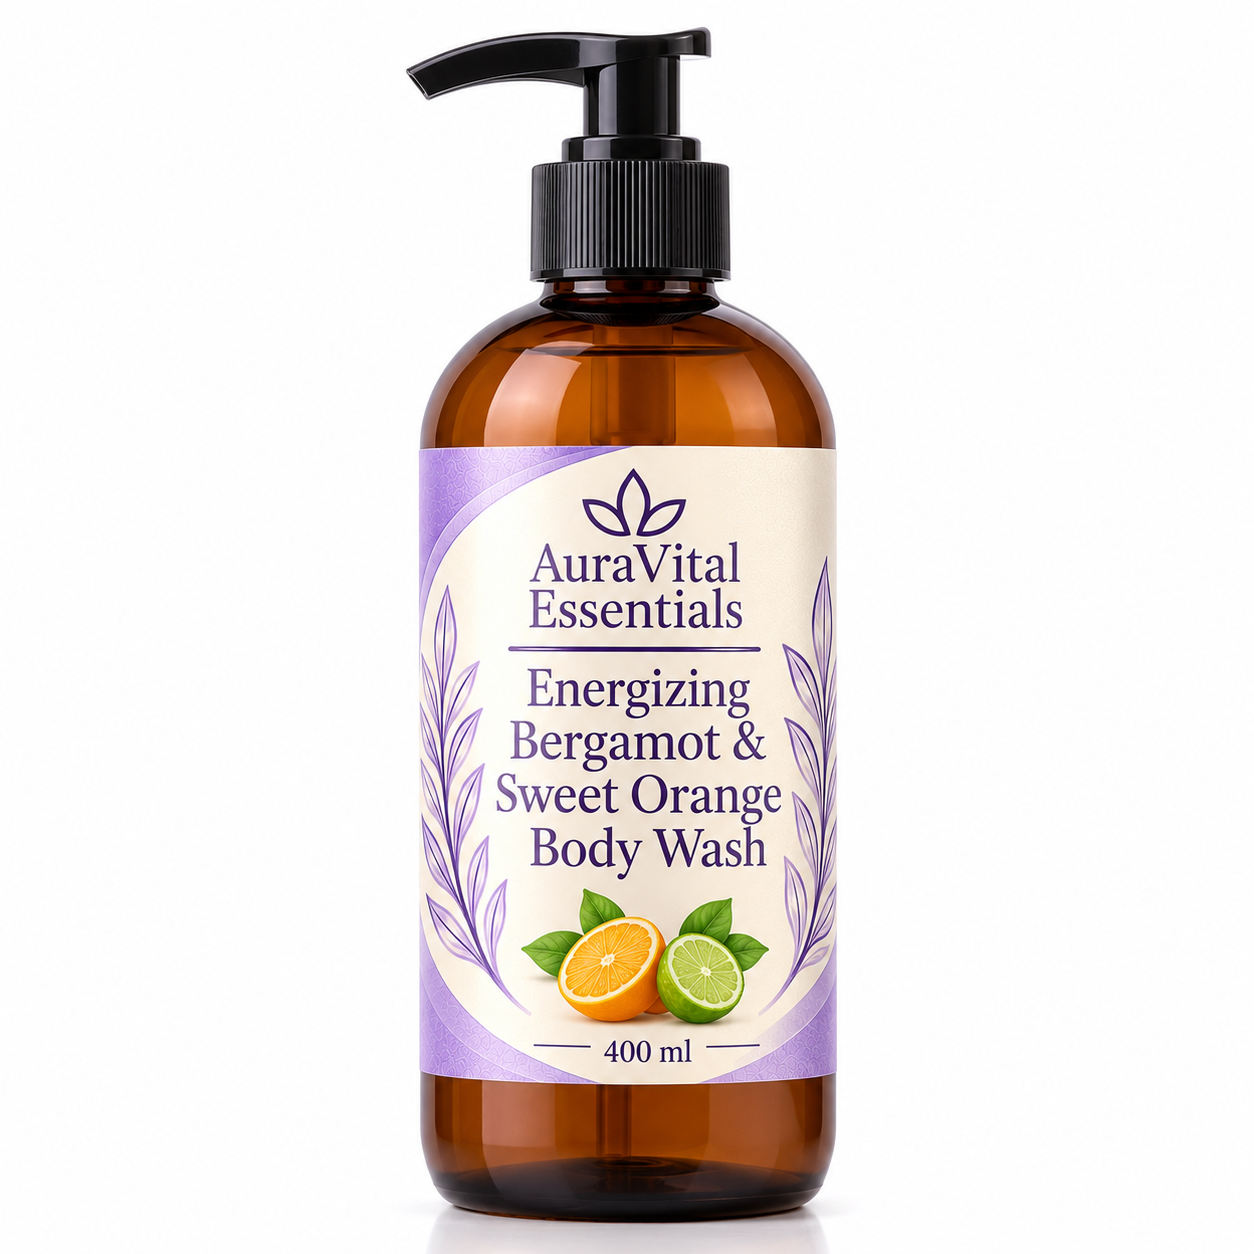 AuraVital
Essentials
Energizing
Bergamot &
Sweet Orange
Body Wash
400 ml